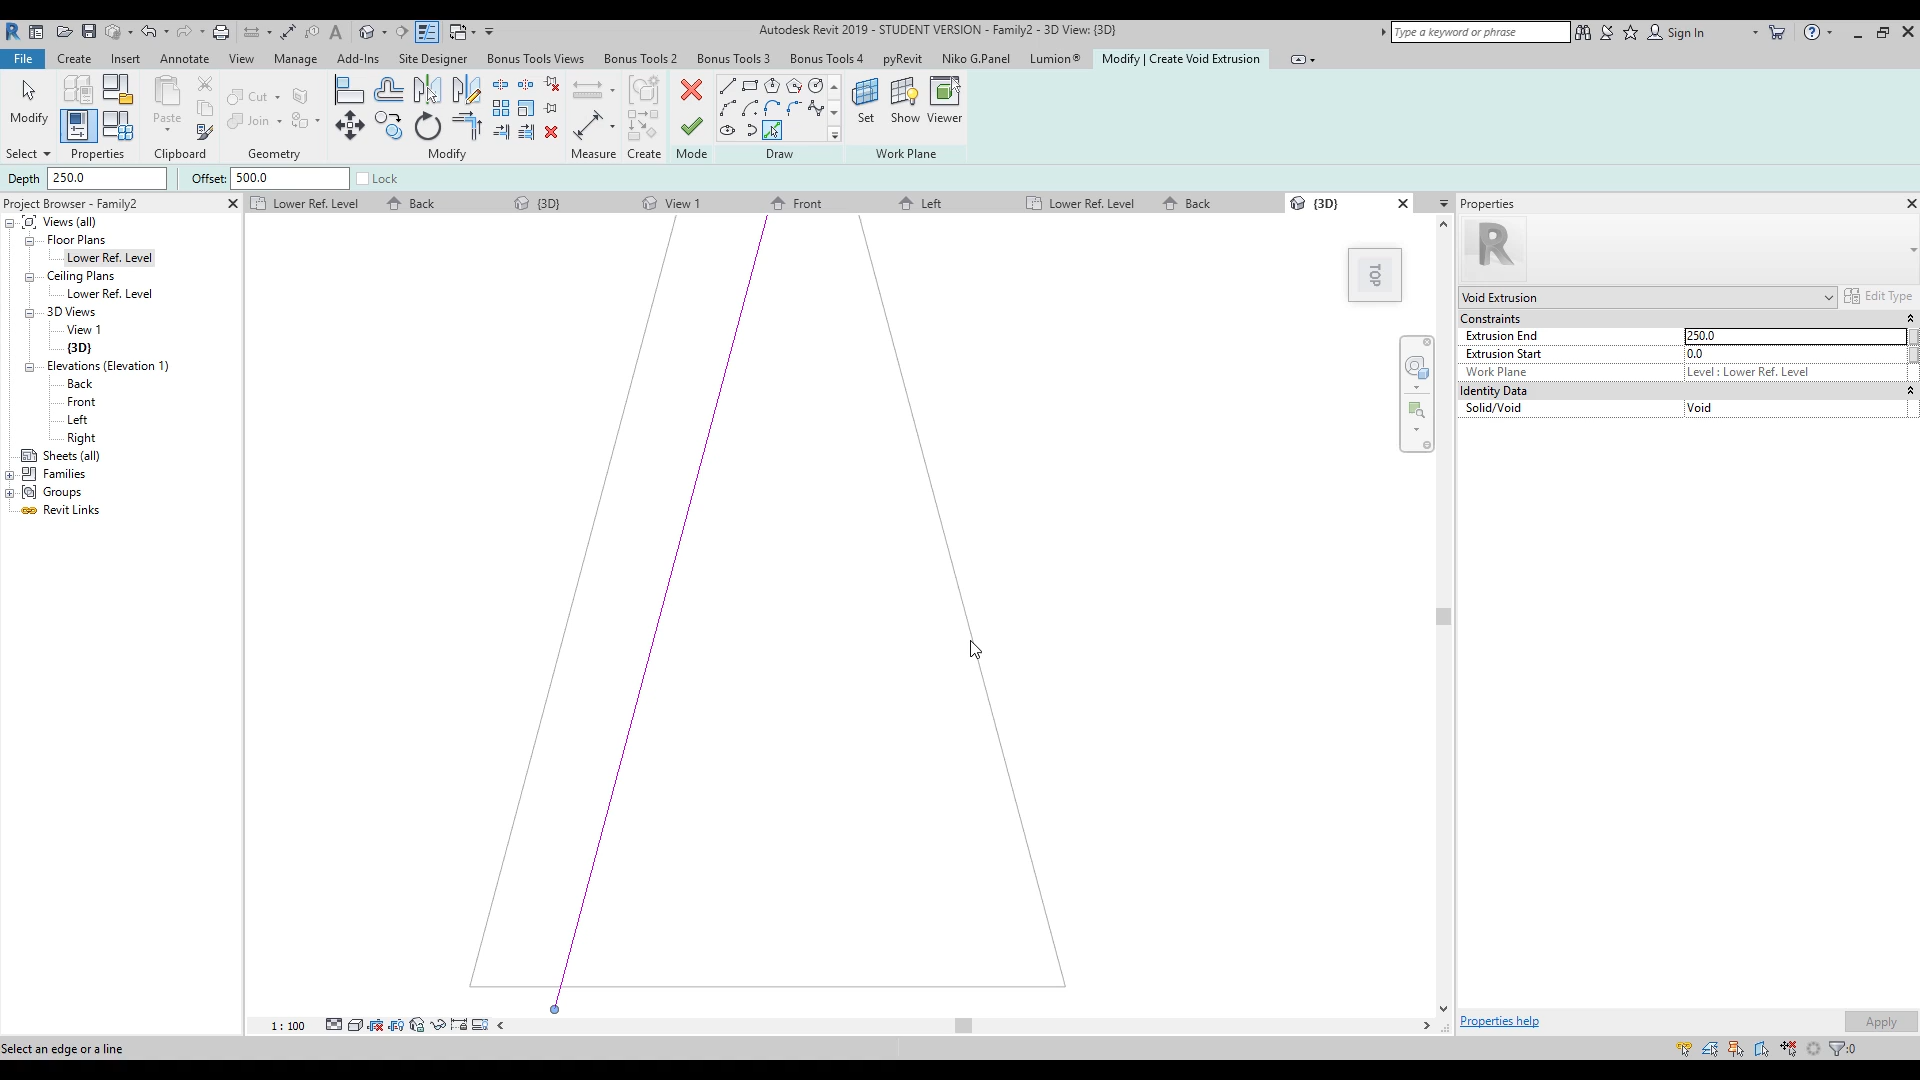 Autodesk Revit 2019 - STUDENT VERSION - Family2 - 3D View: {3D}
Type a keyword or phrase
Sign In
File Create Insert Annotate View Manage Add-Ins Site Designer Bonus Tools Views Bonus Tools 2 Bonus Tools 3 Bonus Tools 4 pyRevit Niko G.Panel Lumion® Modify | Create Void Extrusion
Modify
Paste
Cut
Join
Set Show Viewer
Select Properties Clipboard Geometry Modify Measure Create Mode Draw Work Plane
Depth 250.0 Offset: 500.0 Lock
Project Browser - Family2
Lower Ref. Level Back {3D} View 1 Front Left Lower Ref. Level Back {3D}
Properties
Views (all)
Floor Plans
Lower Ref. Level
Ceiling Plans
Lower Ref. Level
3D Views
View 1
{3D}
Elevations (Elevation 1)
Back
Front
Left
Right
Sheets (all)
Families
Groups
Revit Links
TOP
Void Extrusion
Edit Type
Constraints
Extrusion End 250.0
Extrusion Start 0.0
Work Plane Level : Lower Ref. Level
Identity Data
Solid/Void Void
1 : 100
Properties help
Apply
Select an edge or a line
:0